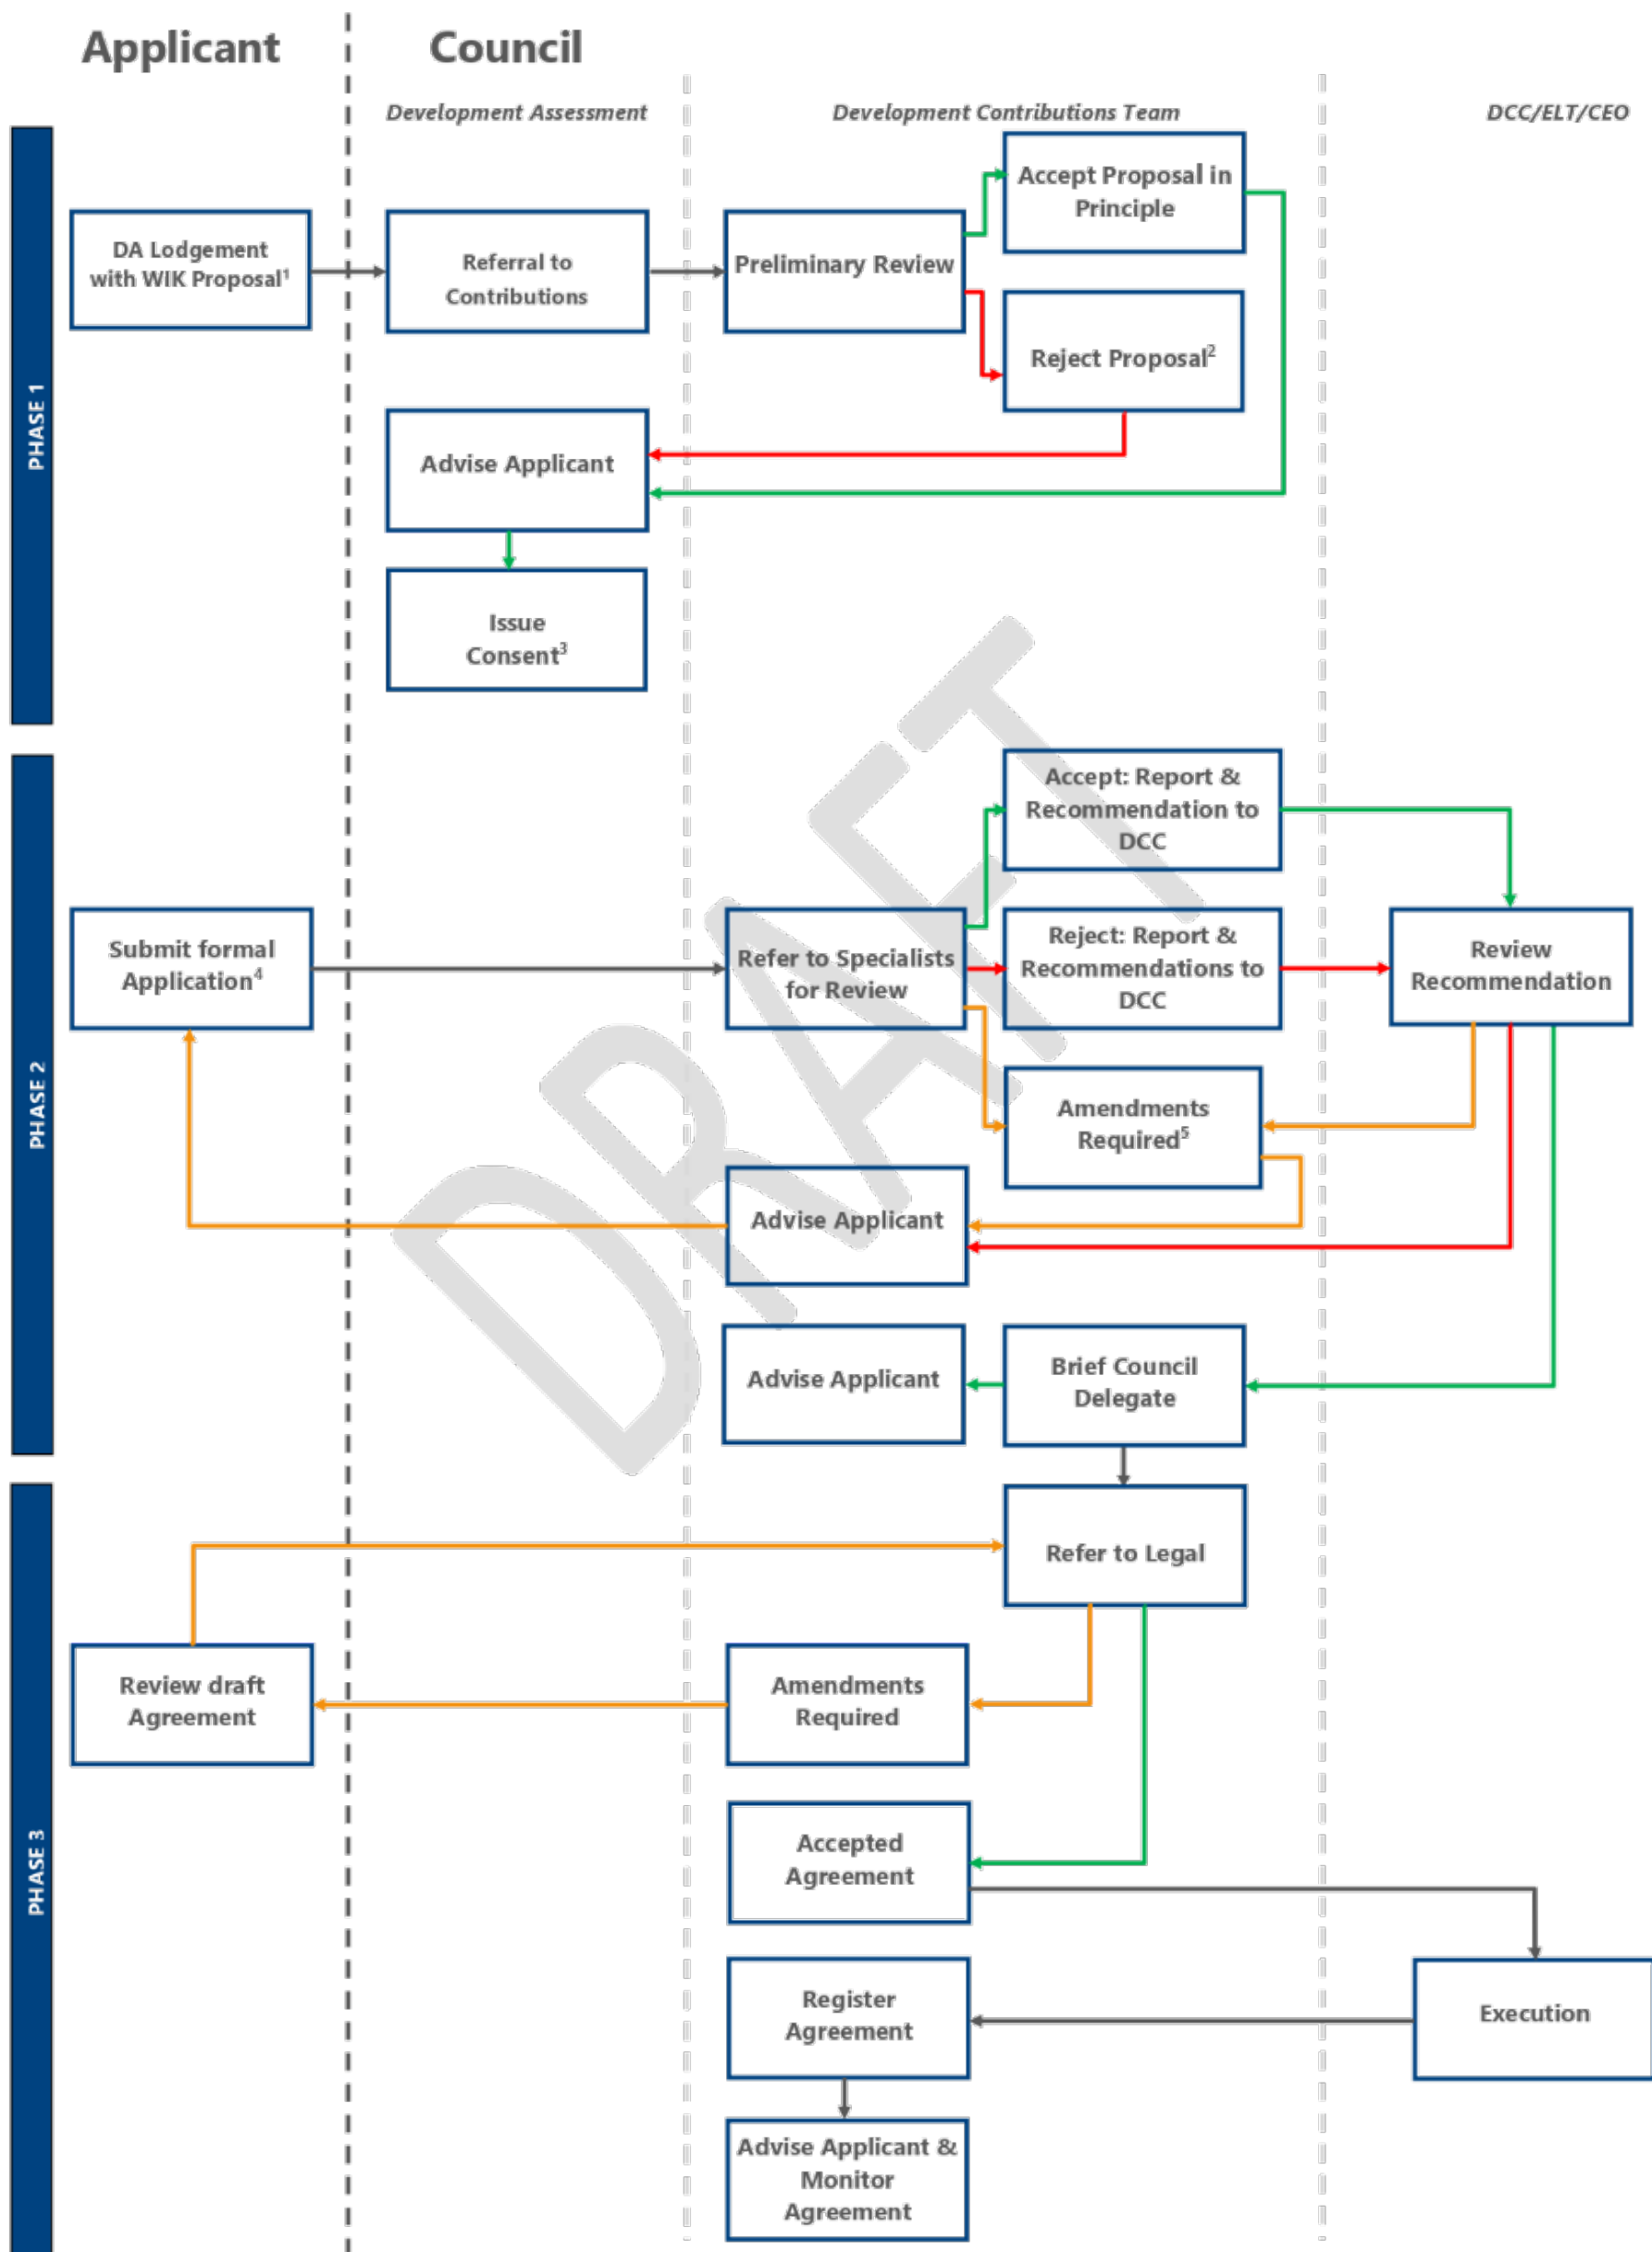 Applicant
Council
Development Assessment
Development Contributions Team
DCC/ELT/CEO
PHASE 1
DA Lodgement
with WIK Proposal¹
Referral to
Contributions
Preliminary Review
Accept Proposal in
Principle
Reject Proposal²
Advise Applicant
Issue
Consent³
PHASE 2
Submit formal
Application⁴
Refer to Specialists
for Review
Accept: Report &
Recommendation to
DCC
Reject: Report &
Recommendations to
DCC
Review
Recommendation
Amendments
Required⁵
Advise Applicant
Advise Applicant
Brief Council
Delegate
DRAFT
PHASE 3
Refer to Legal
Review draft
Agreement
Amendments
Required
Accepted
Agreement
Register
Agreement
Execution
Advise Applicant &
Monitor
Agreement